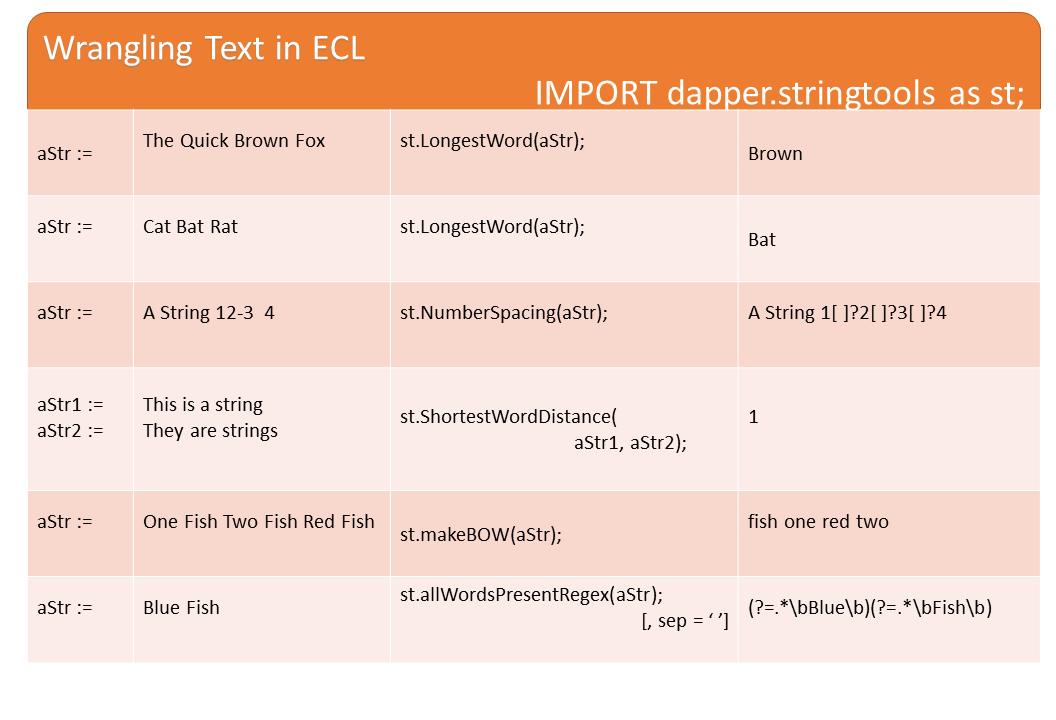 Wrangling Text in ECL
IMPORT dapper.stringtools as st;
aStr := The Quick Brown Fox st.LongestWord(aStr); Brown
aStr := Cat Bat Rat st.LongestWord(aStr); Bat
aStr := A String 12-3  4 st.NumberSpacing(aStr); A String 1[ ]?2[ ]?3[ ]?4
aStr1 := This is a string
aStr2 := They are strings
st.ShortestWordDistance(
aStr1, aStr2);
1
aStr := One Fish Two Fish Red Fish st.makeBOW(aStr); fish one red two
aStr := Blue Fish
st.allWordsPresentRegex(aStr);
[, sep = ‘ ’]
(?=.*\bBlue\b)(?=.*\bFish\b)